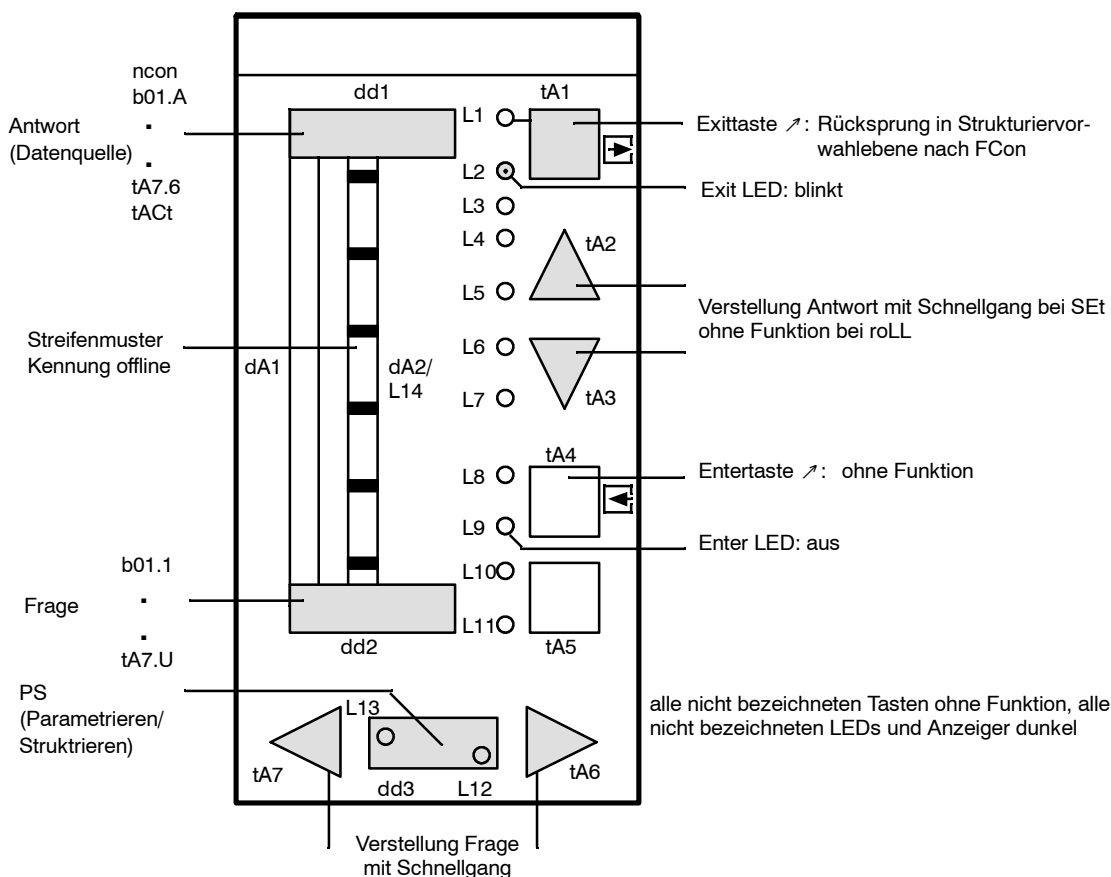 ncon
b01.A
Antwort
(Datenquelle)
tA7.6
tACt
Streifenmuster
Kennung offline
b01.1
Frage
tA7.U
PS
(Parametrieren/
Struktrieren)
dd1
dA1
dA2/
L14
dd2
L1
L2
L3
L4
L5
L6
L7
L8
L9
L10
L11
tA1
tA2
tA3
tA4
tA5
L13
tA7
dd3
L12
tA6
Exittaste ↗: Rücksprung in Strukturiervor-
wahlebene nach FCon
Exit LED: blinkt
Verstellung Antwort mit Schnellgang bei SEt
ohne Funktion bei roLL
Entertaste ↗: ohne Funktion
Enter LED: aus
alle nicht bezeichneten Tasten ohne Funktion, alle
nicht bezeichneten LEDs und Anzeiger dunkel
Verstellung Frage
mit Schnellgang